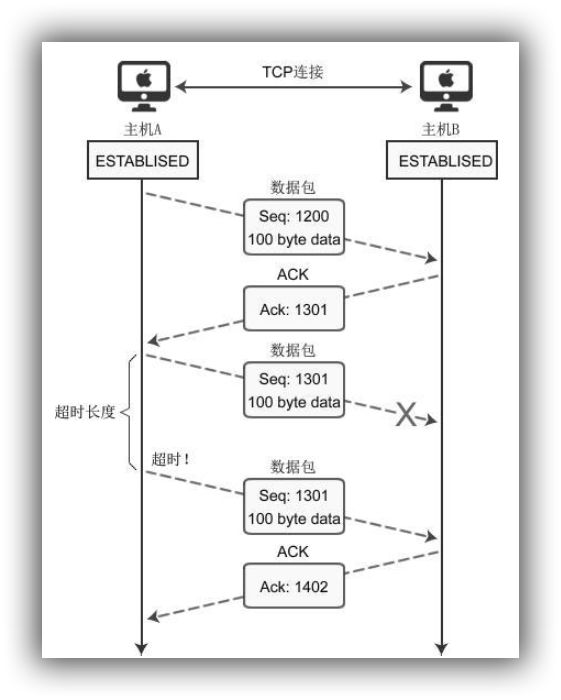 TCP连接
主机A
主机B
ESTABLISED
ESTABLISED
数据包
Seq: 1200
100 byte data
ACK
Ack: 1301
数据包
Seq: 1301
100 byte data
X
超时长度
超时！
数据包
Seq: 1301
100 byte data
ACK
Ack: 1402